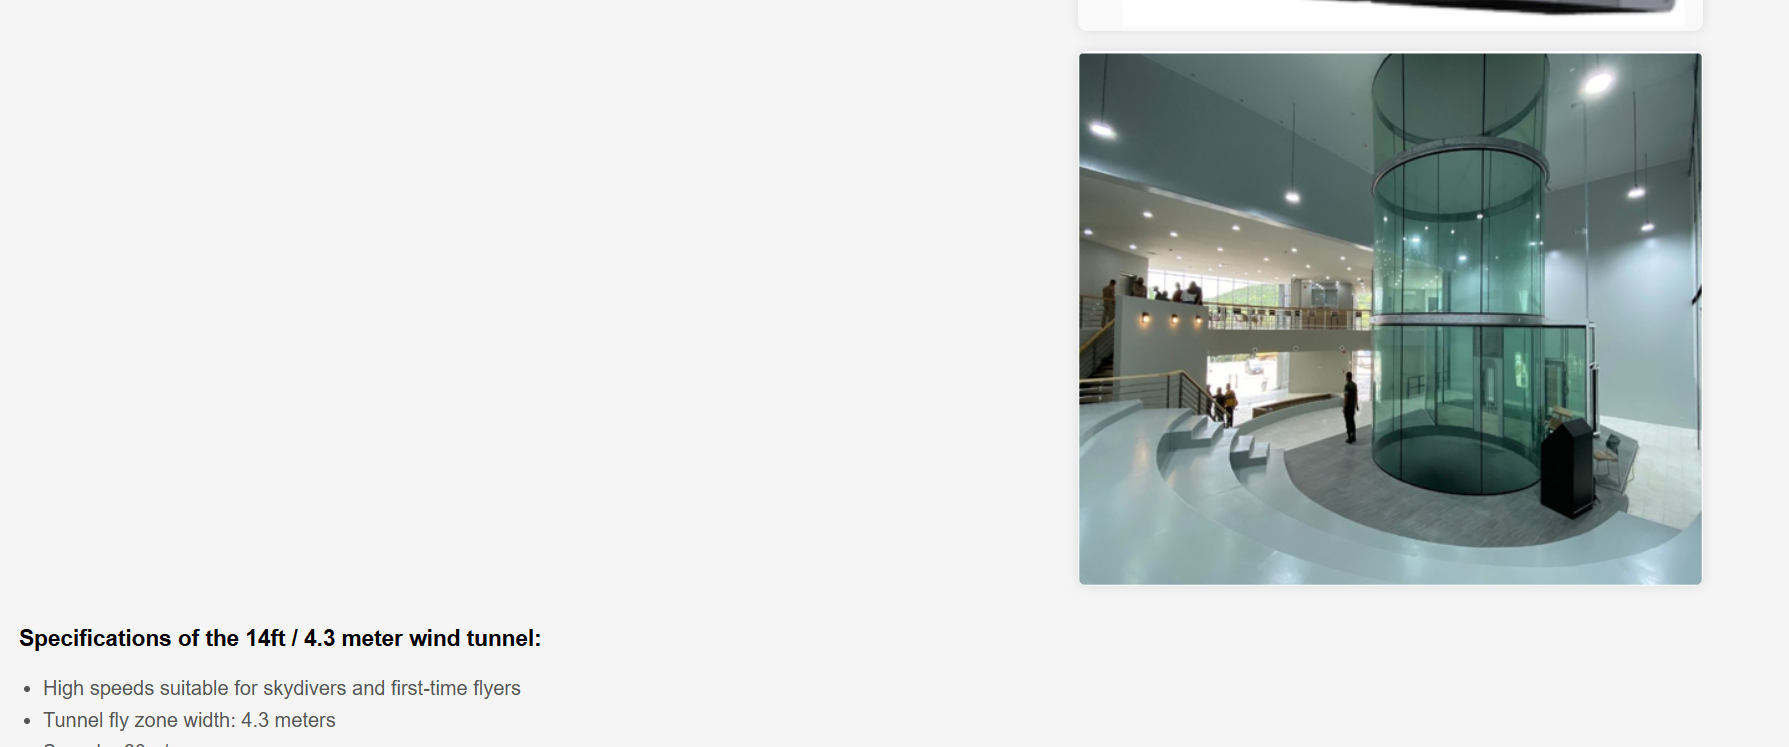 Specifications of the 14ft / 4.3 meter wind tunnel:
High speeds suitable for skydivers and first-time flyers
Tunnel fly zone width: 4.3 meters